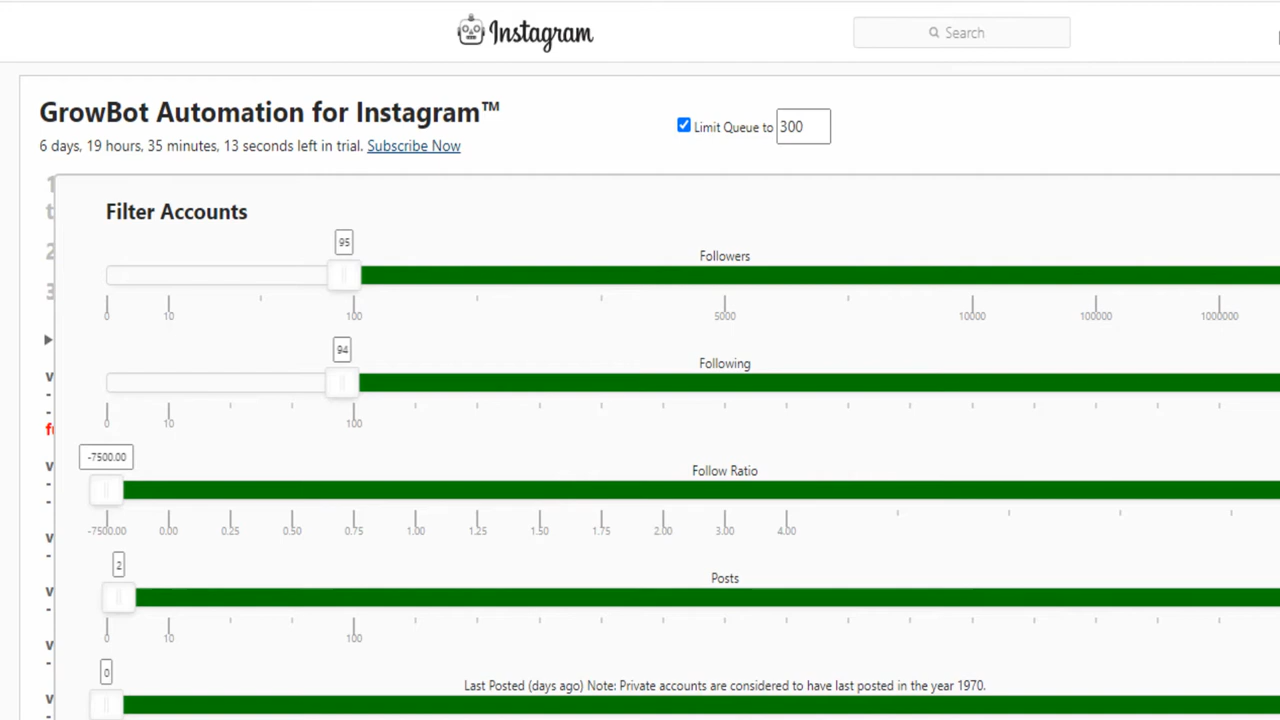 Instagram
Search
GrowBot Automation for Instagram™
Limit Queue to 300
6 days, 19 hours, 35 minutes, 13 seconds left in trial. Subscribe Now
1
t
2
3
Filter Accounts
95
Followers
0 10 100 5000 10000 100000 1000000
94
Following
0 10 100
v
-
-
-7500.00
Follow Ratio
-7500.00 0.00 0.25 0.50 0.75 1.00 1.25 1.50 1.75 2.00 3.00 4.00
v
-
-
2
Posts
0 10 100
v
-
v
-
v
-
0
Last Posted (days ago) Note: Private accounts are considered to have last posted in the year 1970.
v
-